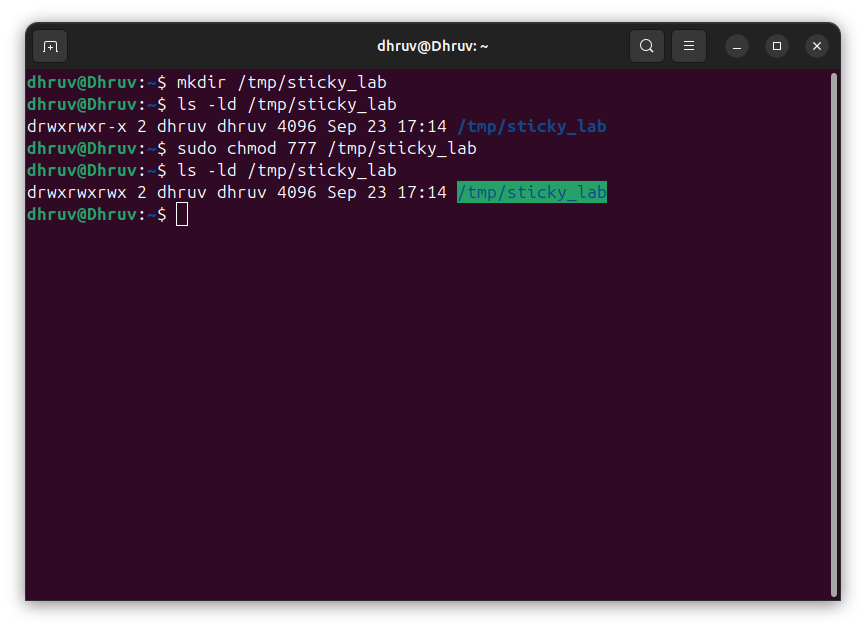 dhruv@Dhruv: ~
dhruv@Dhruv:~$ mkdir /tmp/sticky_lab
dhruv@Dhruv:~$ ls -ld /tmp/sticky_lab
drwxrwxr-x 2 dhruv dhruv 4096 Sep 23 17:14 /tmp/sticky_lab
dhruv@Dhruv:~$ sudo chmod 777 /tmp/sticky_lab
dhruv@Dhruv:~$ ls -ld /tmp/sticky_lab
drwxrwxrwx 2 dhruv dhruv 4096 Sep 23 17:14 /tmp/sticky_lab
dhruv@Dhruv:~$